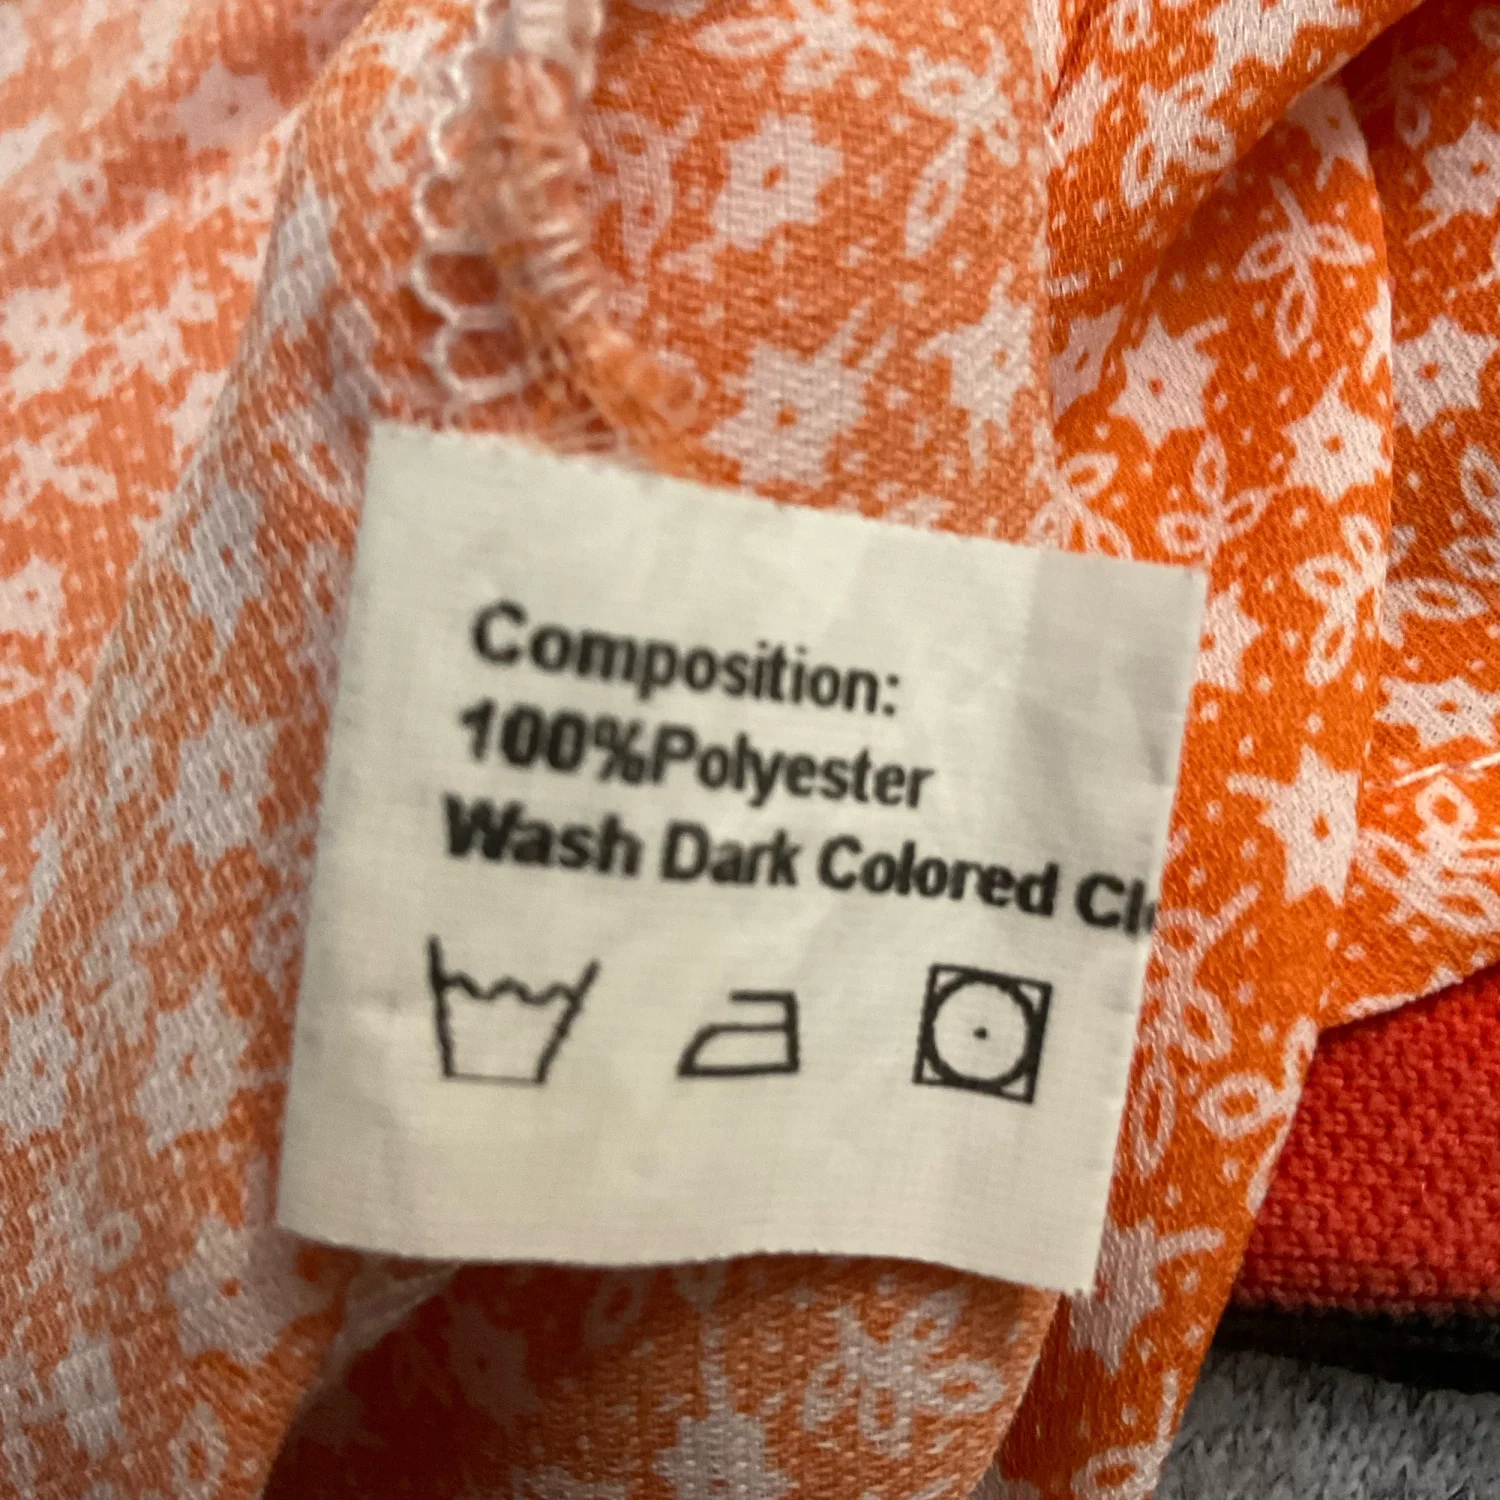 Composition:
100%Polyester
Wash Dark Colored